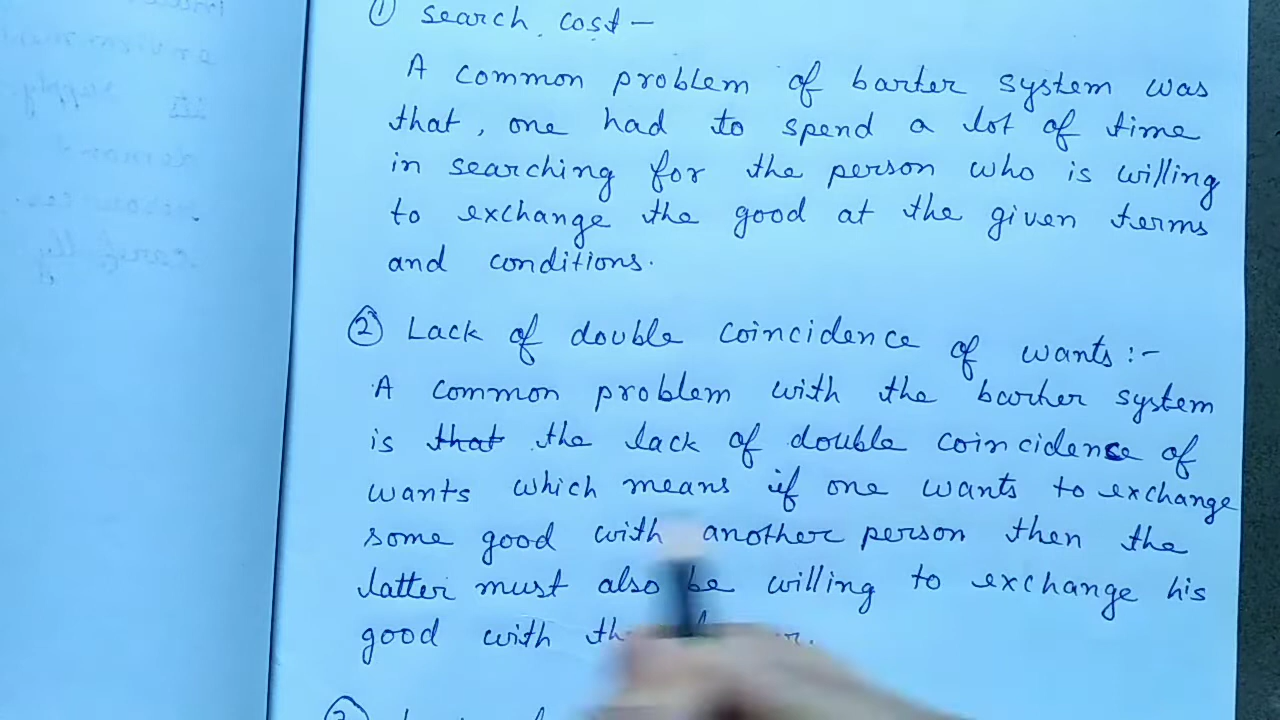 ① search cost -
A common problem of barter system was
that, one had to spend a lot of time
in searching for the person who is willing
to exchange the good at the given terms
and conditions.
② Lack of double coincidence of wants :-
A common problem with the barter system
is that the lack of double coincidence of
wants which means if one wants to exchange
some good with another person then the
latter must also be willing to exchange his
good with